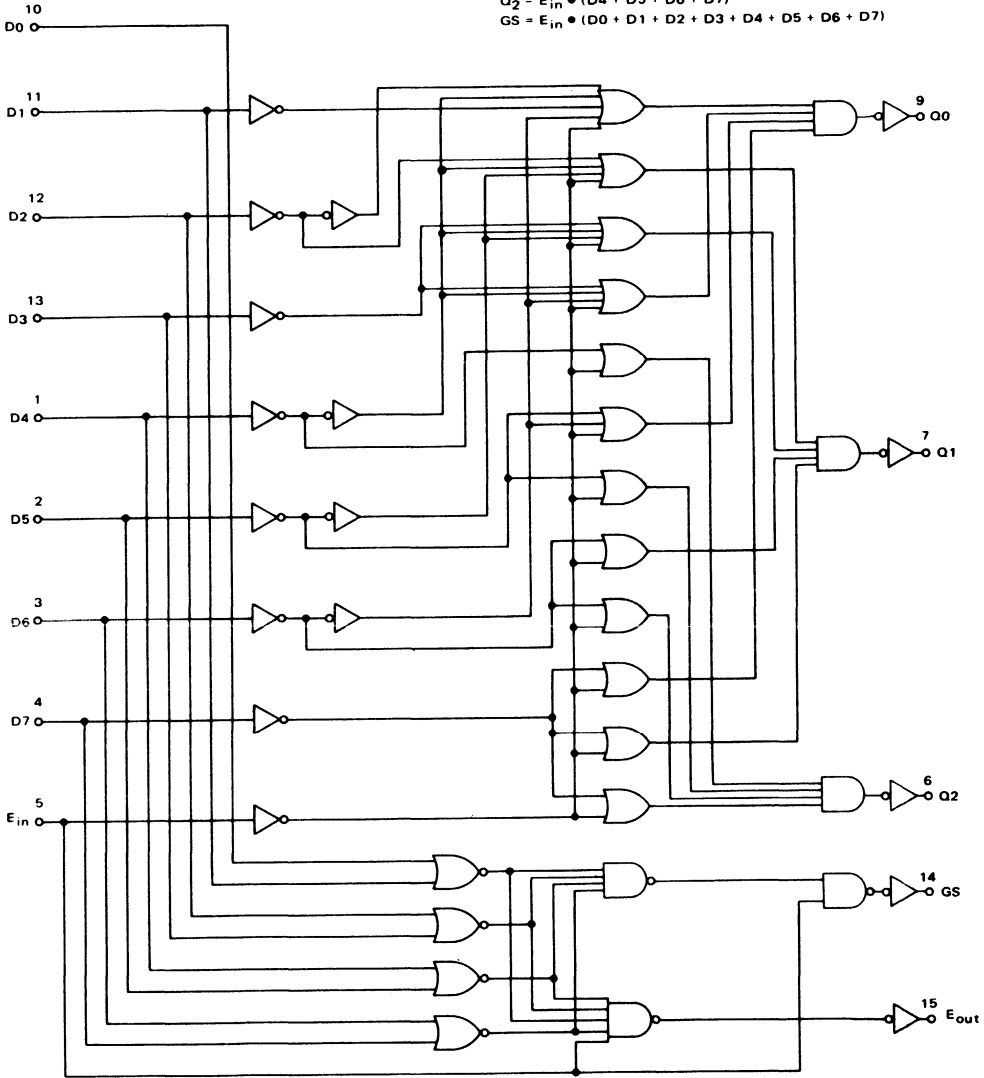 Q2 = Ein • (D4 + D5 + D6 + D7)
GS = Ein • (D0 + D1 + D2 + D3 + D4 + D5 + D6 + D7)
10
D0
11
D1
9
Q0
12
D2
13
D3
1
D4
7
Q1
2
D5
3
D6
4
D7
6
Q2
5
Ein
14
GS
15
Eout